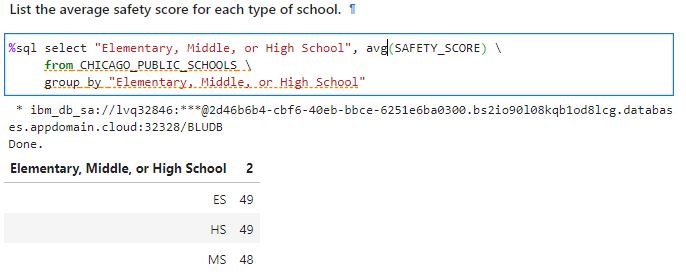 List the average safety score for each type of school. ¶
%sql select "Elementary, Middle, or High School", avg(SAFETY_SCORE) \
from CHICAGO_PUBLIC_SCHOOLS \
group by "Elementary, Middle, or High School"
* ibm_db_sa://lvq32846:***@2d46b6b4-cbf6-40eb-bbce-6251e6ba0300.bs2io90l08kqb1od8lcg.databas
es.appdomain.cloud:32328/BLUDB
Done.
Elementary, Middle, or High School 2
ES 49
HS 49
MS 48